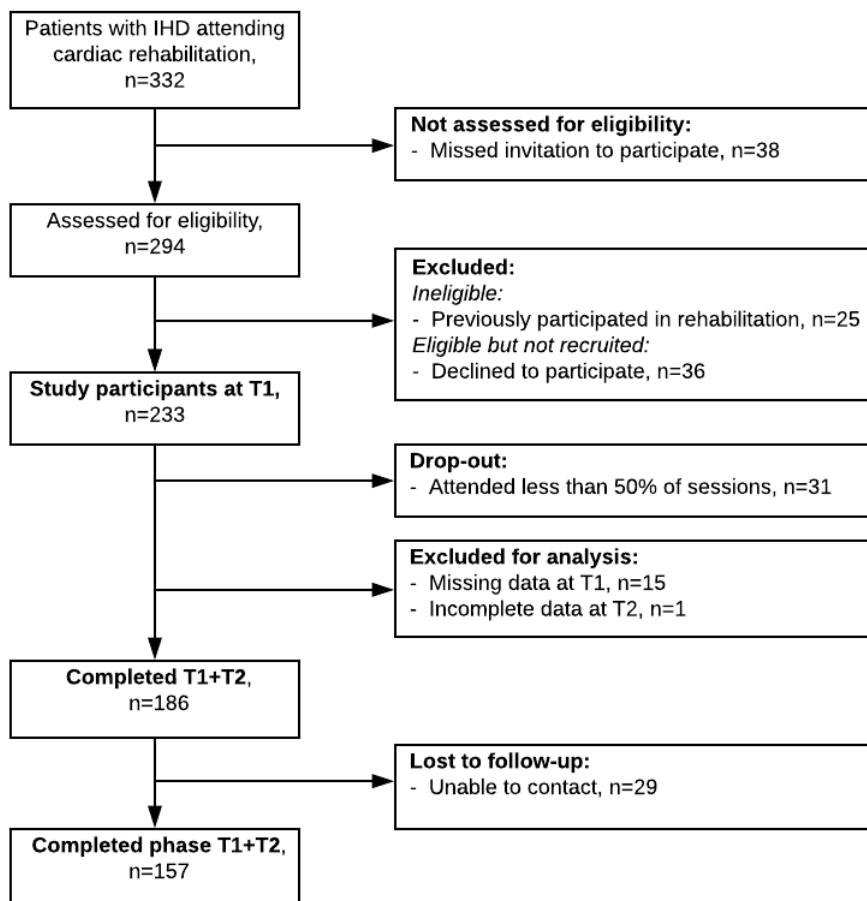 Patients with IHD attending
cardiac rehabilitation,
n=332
Not assessed for eligibility:
- Missed invitation to participate, n=38
Assessed for eligibility,
n=294
Excluded:
Ineligible:
- Previously participated in rehabilitation, n=25
Eligible but not recruited:
- Declined to participate, n=36
Study participants at T1,
n=233
Drop-out:
- Attended less than 50% of sessions, n=31
Excluded for analysis:
- Missing data at T1, n=15
- Incomplete data at T2, n=1
Completed T1+T2,
n=186
Lost to follow-up:
- Unable to contact, n=29
Completed phase T1+T2,
n=157